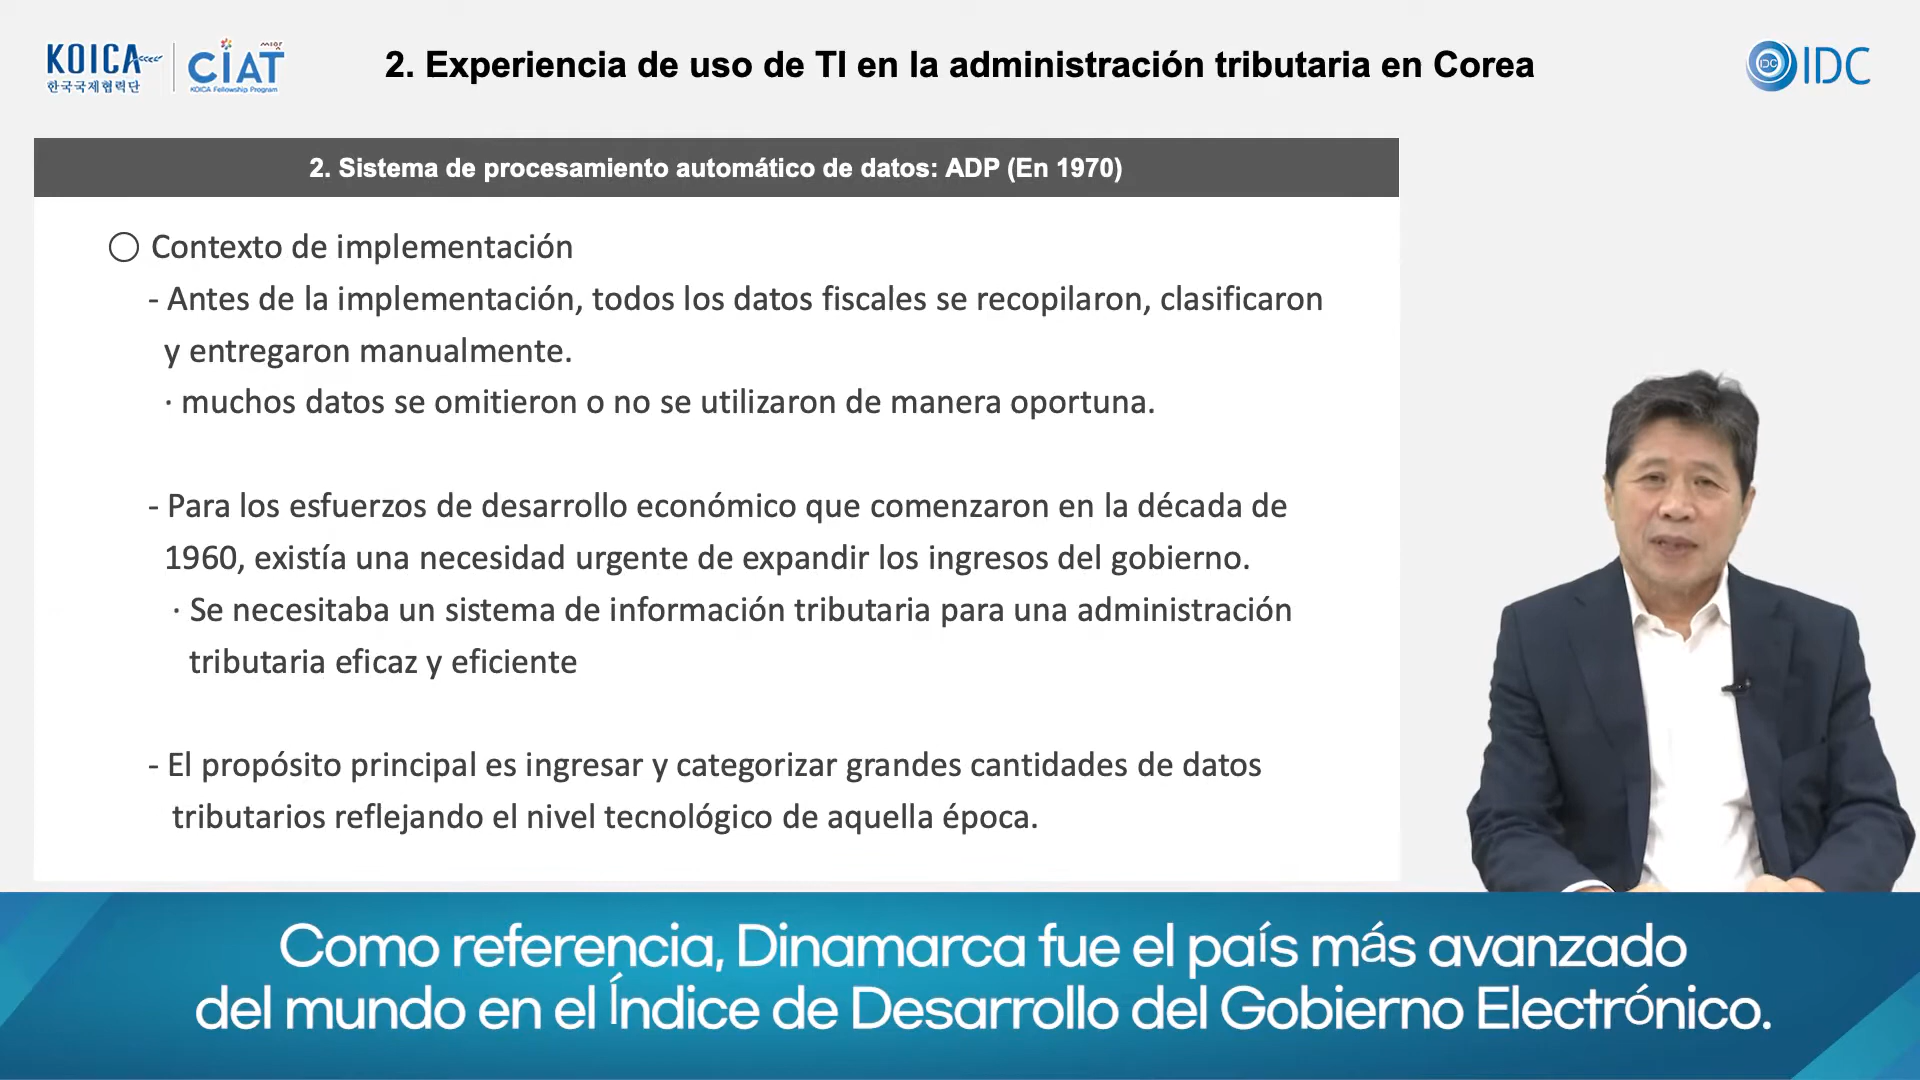 KOICA
한국국제협력단
CIAT
KOICA Fellowship Program
2. Experiencia de uso de TI en la administración tributaria en Corea
IDC
2. Sistema de procesamiento automático de datos: ADP (En 1970)
○ Contexto de implementación
- Antes de la implementación, todos los datos fiscales se recopilaron, clasificaron
y entregaron manualmente.
· muchos datos se omitieron o no se utilizaron de manera oportuna.
- Para los esfuerzos de desarrollo económico que comenzaron en la década de
1960, existía una necesidad urgente de expandir los ingresos del gobierno.
· Se necesitaba un sistema de información tributaria para una administración
tributaria eficaz y eficiente
- El propósito principal es ingresar y categorizar grandes cantidades de datos
tributarios reflejando el nivel tecnológico de aquella época.
Como referencia, Dinamarca fue el país más avanzado
del mundo en el Índice de Desarrollo del Gobierno Electrónico.